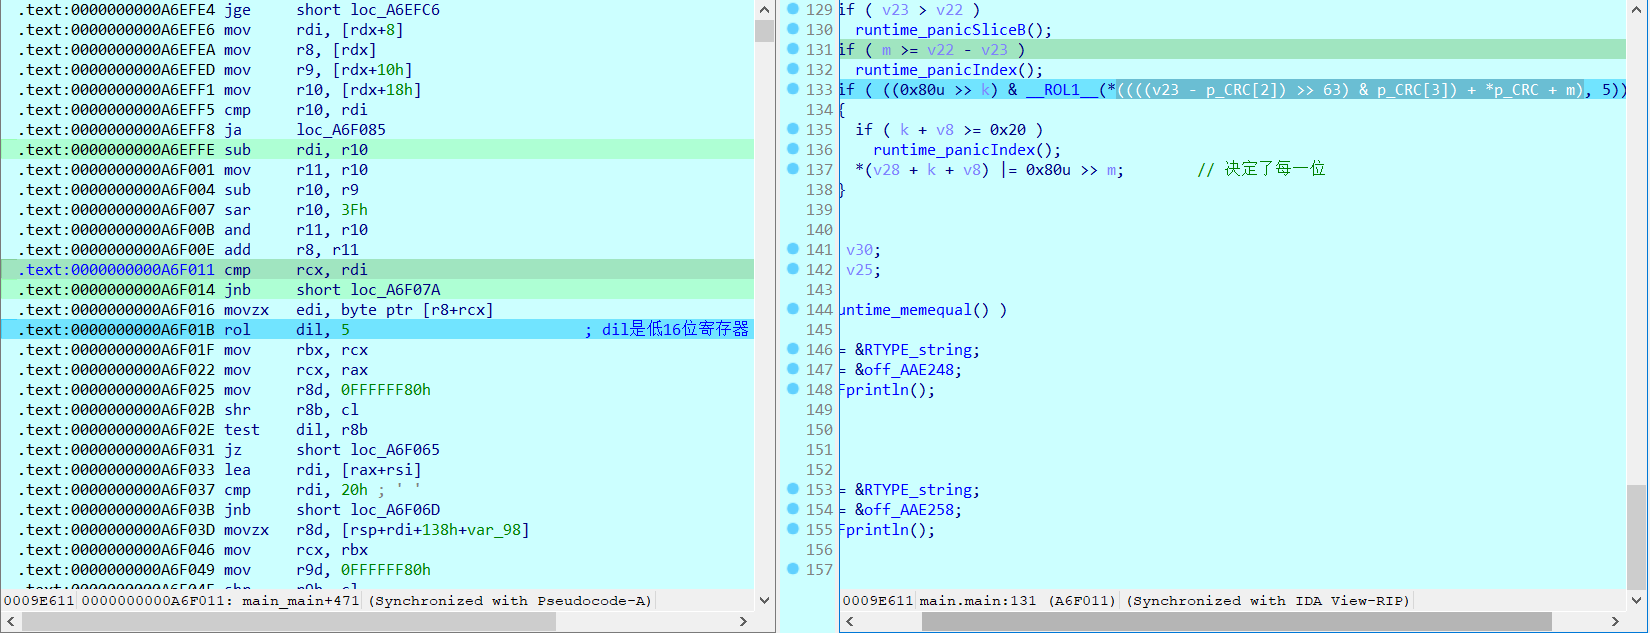 .text:0000000000A6EFE4 jge short loc_A6EFC6
.text:0000000000A6EFE6 mov rdi, [rdx+8]
.text:0000000000A6EFEA mov r8, [rdx]
.text:0000000000A6EFED mov r9, [rdx+10h]
.text:0000000000A6EFF1 mov r10, [rdx+18h]
.text:0000000000A6EFF5 cmp r10, rdi
.text:0000000000A6EFF8 ja loc_A6F085
.text:0000000000A6EFFE sub rdi, r10
.text:0000000000A6F001 mov r11, r10
.text:0000000000A6F004 sub r10, r9
.text:0000000000A6F007 sar r10, 3Fh
.text:0000000000A6F00B and r11, r10
.text:0000000000A6F00E add r8, r11
.text:0000000000A6F011 cmp rcx, rdi
.text:0000000000A6F014 jnb short loc_A6F07A
.text:0000000000A6F016 movzx edi, byte ptr [r8+rcx]
.text:0000000000A6F01B rol dil, 5 ; dil是低16位寄存器
.text:0000000000A6F01F mov rbx, rcx
.text:0000000000A6F022 mov rcx, rax
.text:0000000000A6F025 mov r8d, 0FFFFFF80h
.text:0000000000A6F02B shr r8b, cl
.text:0000000000A6F02E test dil, r8b
.text:0000000000A6F031 jz short loc_A6F065
.text:0000000000A6F033 lea rdi, [rax+rsi]
.text:0000000000A6F037 cmp rdi, 20h ; ' '
.text:0000000000A6F03B jnb short loc_A6F06D
.text:0000000000A6F03D movzx r8d, [rsp+rdi+138h+var_98]
.text:0000000000A6F046 mov rcx, rbx
.text:0000000000A6F049 mov r9d, 0FFFFFF80h
.text:0000000000A6F04F shr r9b, cl
0009E611 0000000000A6F011: main_main+471 (Synchronized with Pseudocode-A)
129 if ( v23 > v22 )
130 runtime_panicSliceB();
131 if ( m >= v22 - v23 )
132 runtime_panicIndex();
133 if ( ((0x80u >> k) & __ROL1__(*((((v23 - p_CRC[2]) >> 63) & p_CRC[3]) + *p_CRC + m), 5))
134 {
135 if ( k + v8 >= 0x20 )
136 runtime_panicIndex();
137 *(v28 + k + v8) |= 0x80u >> m; // 决定了每一位
138 }
139
140
141 v30;
142 v25;
143
144 untime_memequal() )
145
146 = &RTYPE_string;
147 = &off_AAE248;
148 Fprintln();
149
150
151
152
153 = &RTYPE_string;
154 = &off_AAE258;
155 Fprintln();
156
157
0009E611 main.main:131 (A6F011) (Synchronized with IDA View-RIP)